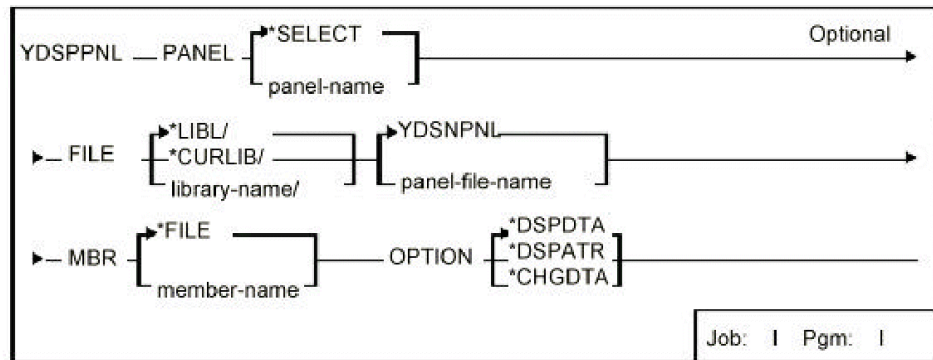 Optional
YDSPPNL PANEL *SELECT
panel-name
FILE *LIBL/ YDSNPNL
*CURLIB/
library-name/ panel-file-name
MBR *FILE OPTION *DSPDTA
*DSPATR
member-name *CHGDTA
Job: I Pgm: I